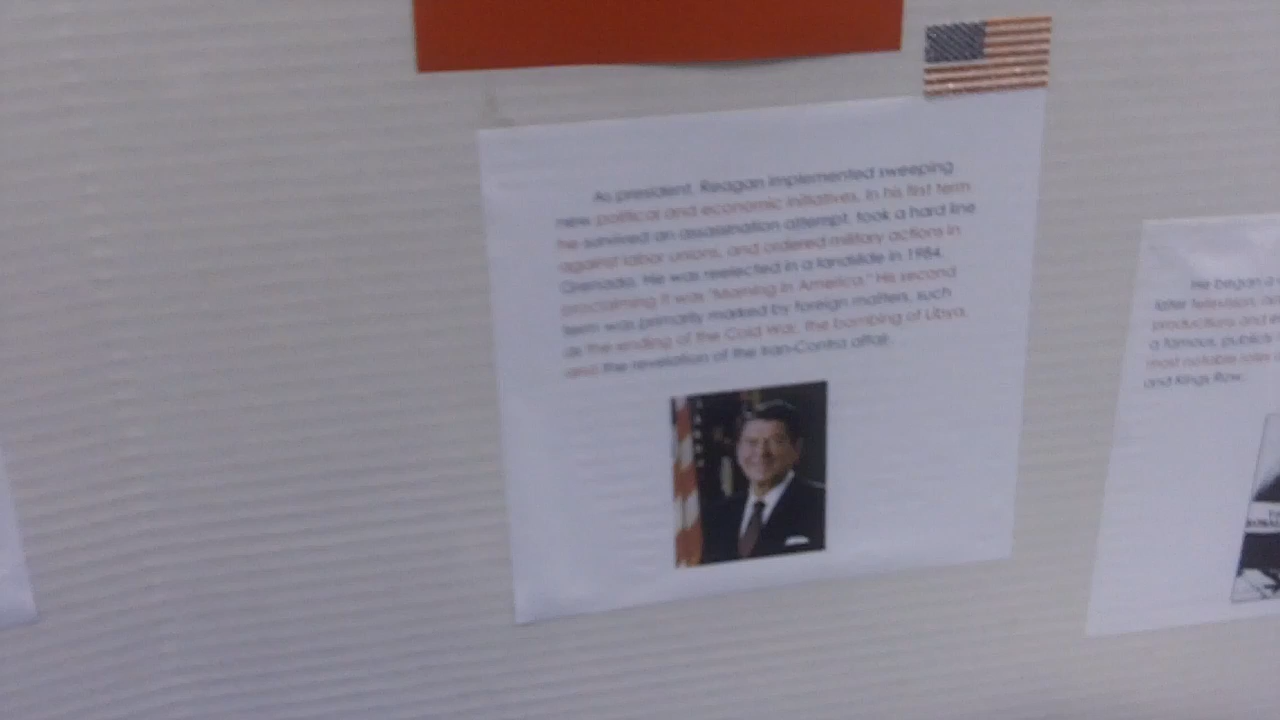 As president, Reagan implemented sweeping
new political and economic initiatives. In his first term
he survived an assassination attempt, took a hard line
against labor unions, and ordered military actions in
Grenada. He was reelected in a landslide in 1984,
proclaiming it was "Morning in America." His second
term was primarily marked by foreign matters, such
as the ending of the Cold War, the bombing of Libya,
and the revelation of the Iran-Contra affair.
He began a
later television, a
productions and
a famous, public
most notable roles
and Kings Row.